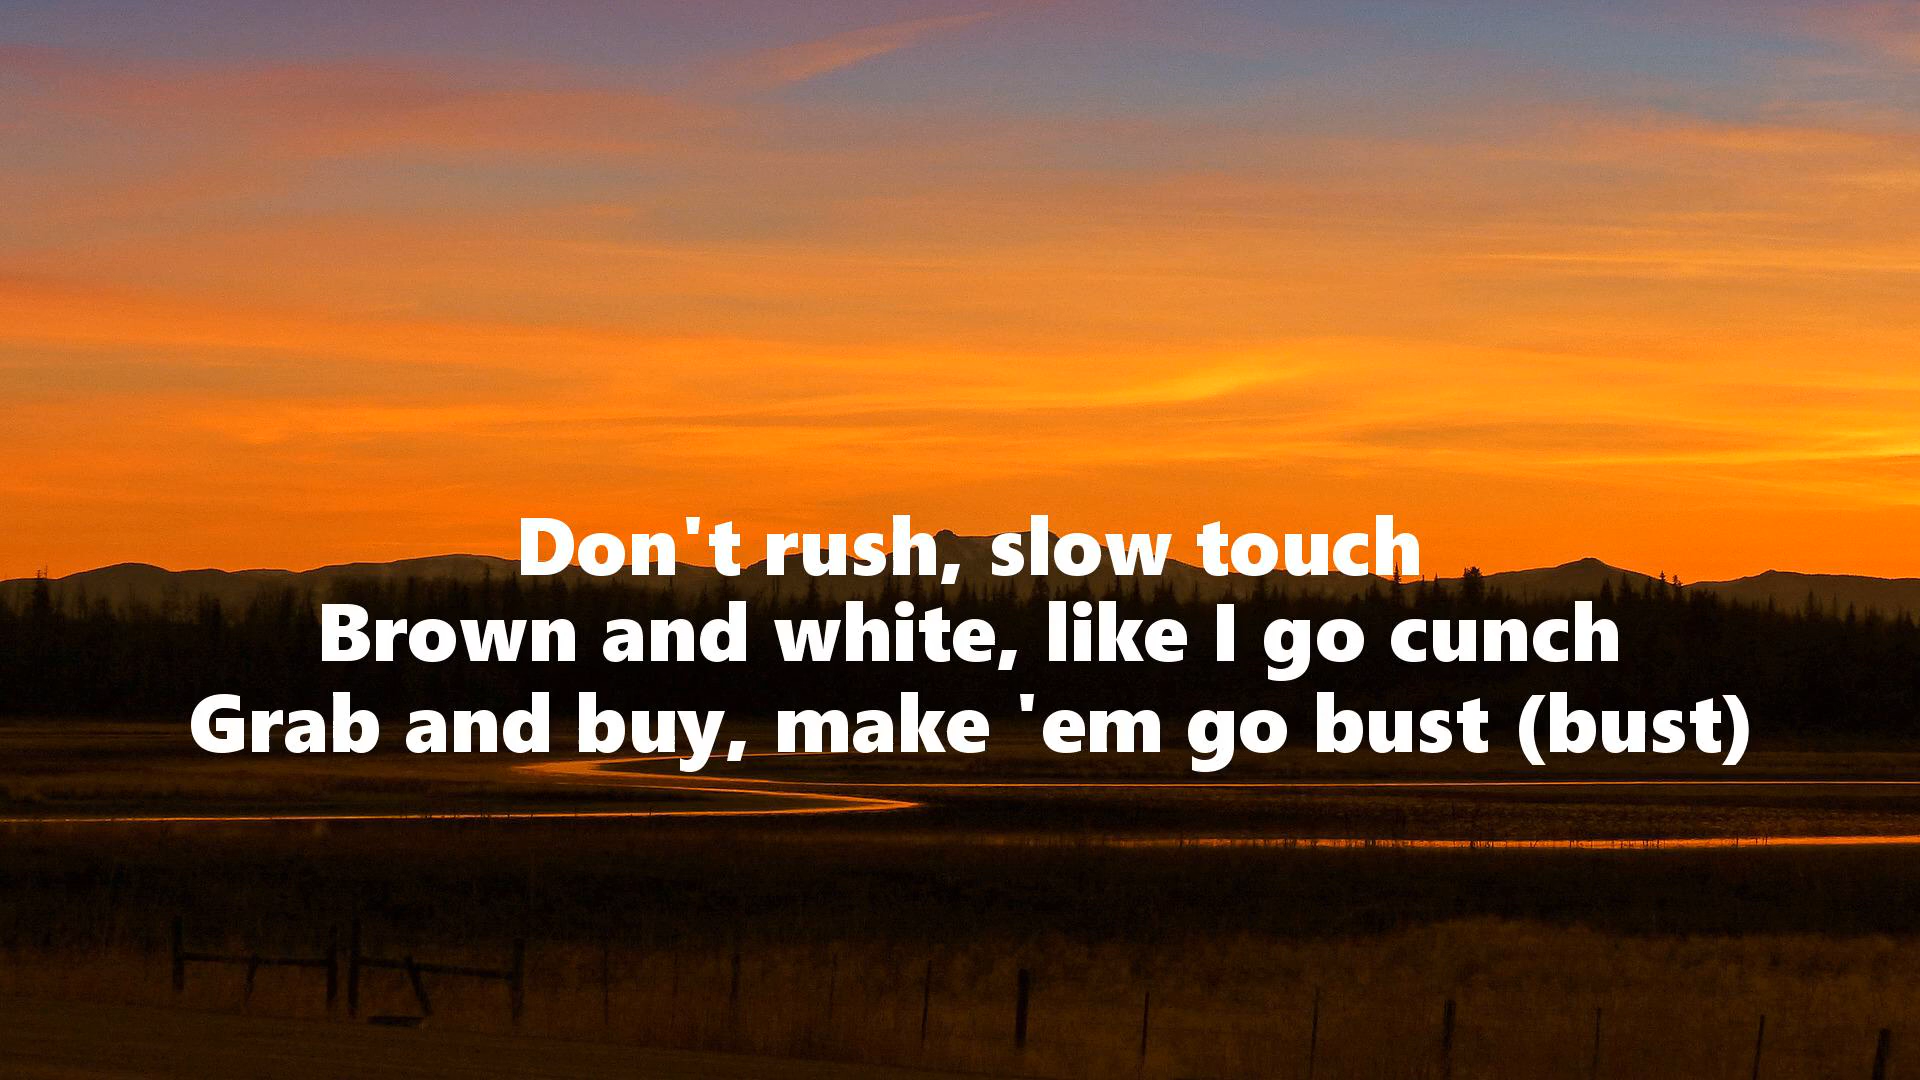 Don't rush, slow touch
Brown and white, like I go cunch
Grab and buy, make 'em go bust (bust)